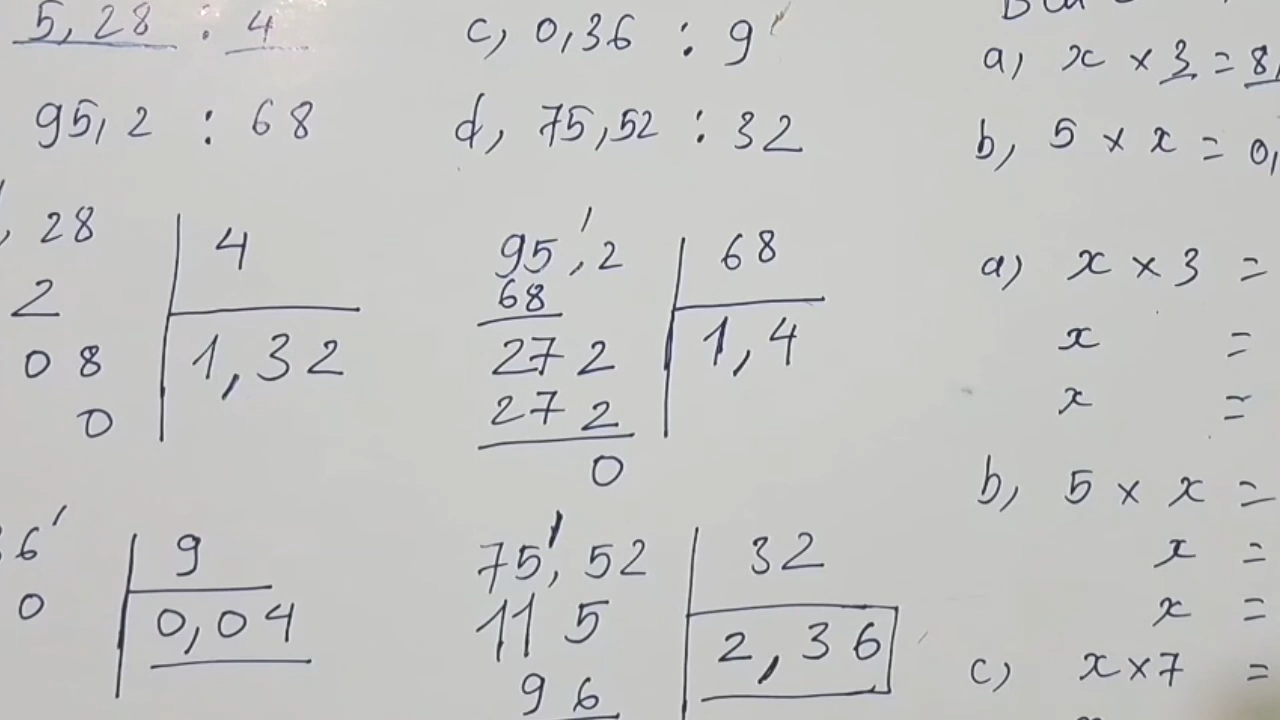 5,28 : 4
c, 0,36 : 9
95,2 : 68
d, 75,52 : 32
, 28 | 4
2 | 1,32
08
0
95,2 | 68
68 | 1,4
272
272
0
6 | 9
0 | 0,04
75,52 | 32
11 5 | 2,36
96
a, x × 3 = 8,
b, 5 × x = 0,
a) x × 3 =
x =
x =
b, 5 × x =
x =
x =
c) x × 7 =